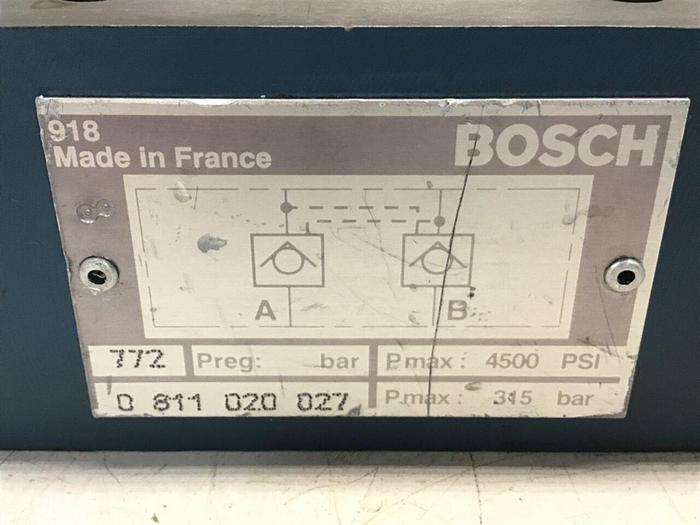 918
Made in France
BOSCH
A
B
772
Preg: bar
Pmax: 4500 PSI
0 811 020 027
Pmax: 315 bar